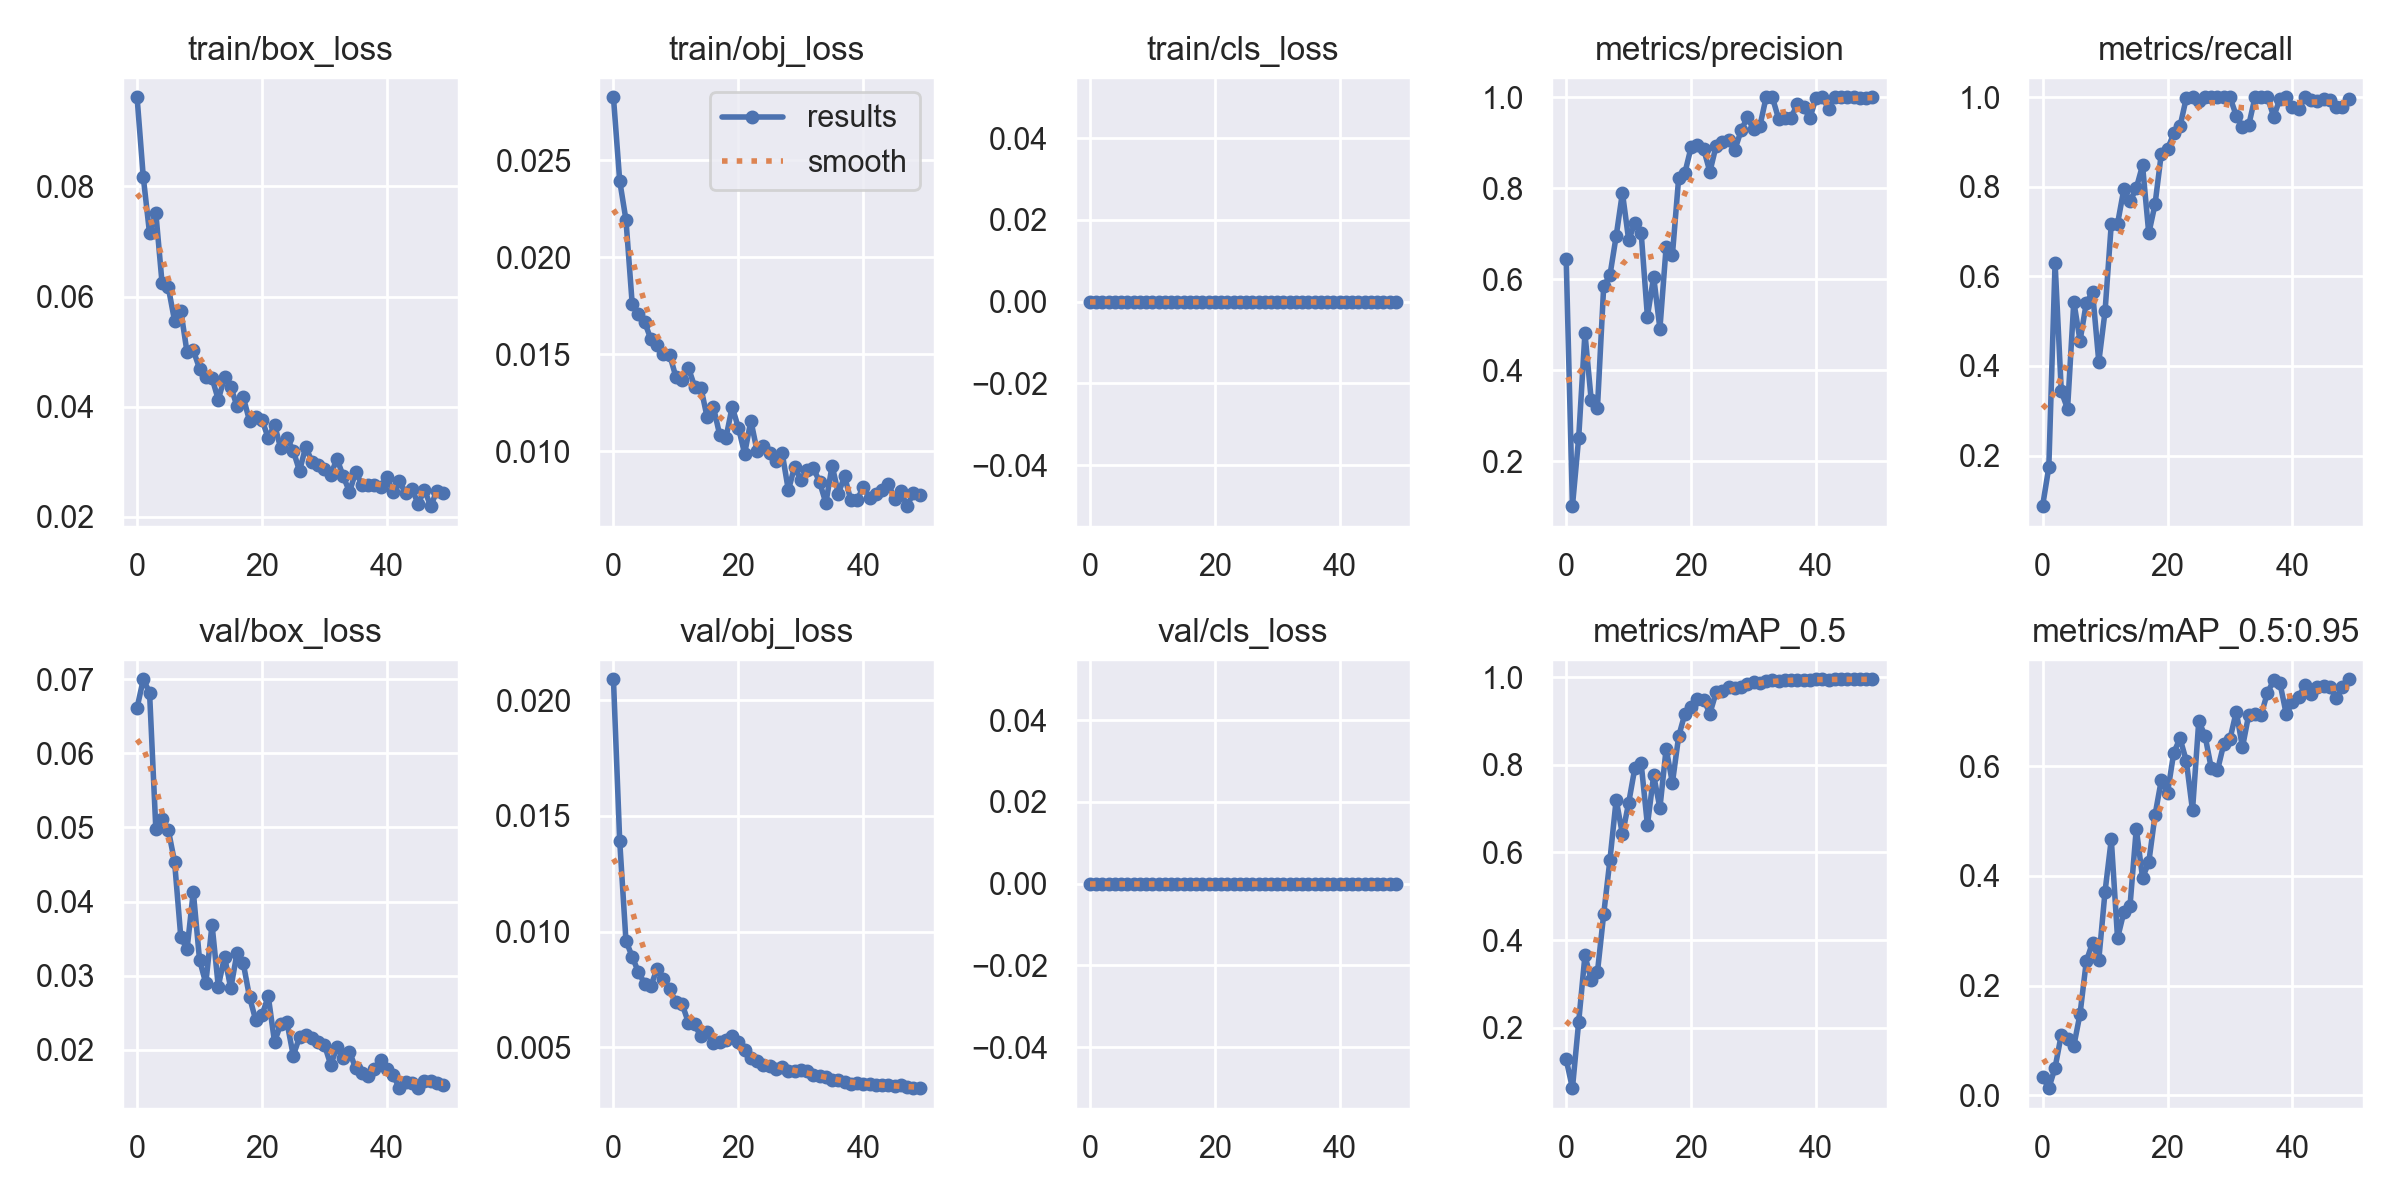 train/box_loss
0.08
0.06
0.04
0.02
0 20 40
train/obj_loss
results
smooth
0.025
0.020
0.015
0.010
0 20 40
train/cls_loss
0.04
0.02
0.00
−0.02
−0.04
0 20 40
metrics/precision
1.0
0.8
0.6
0.4
0.2
0 20 40
metrics/recall
1.0
0.8
0.6
0.4
0.2
0 20 40
val/box_loss
0.07
0.06
0.05
0.04
0.03
0.02
0 20 40
val/obj_loss
0.020
0.015
0.010
0.005
0 20 40
val/cls_loss
0.04
0.02
0.00
−0.02
−0.04
0 20 40
metrics/mAP_0.5
1.0
0.8
0.6
0.4
0.2
0 20 40
metrics/mAP_0.5:0.95
0.6
0.4
0.2
0.0
0 20 40